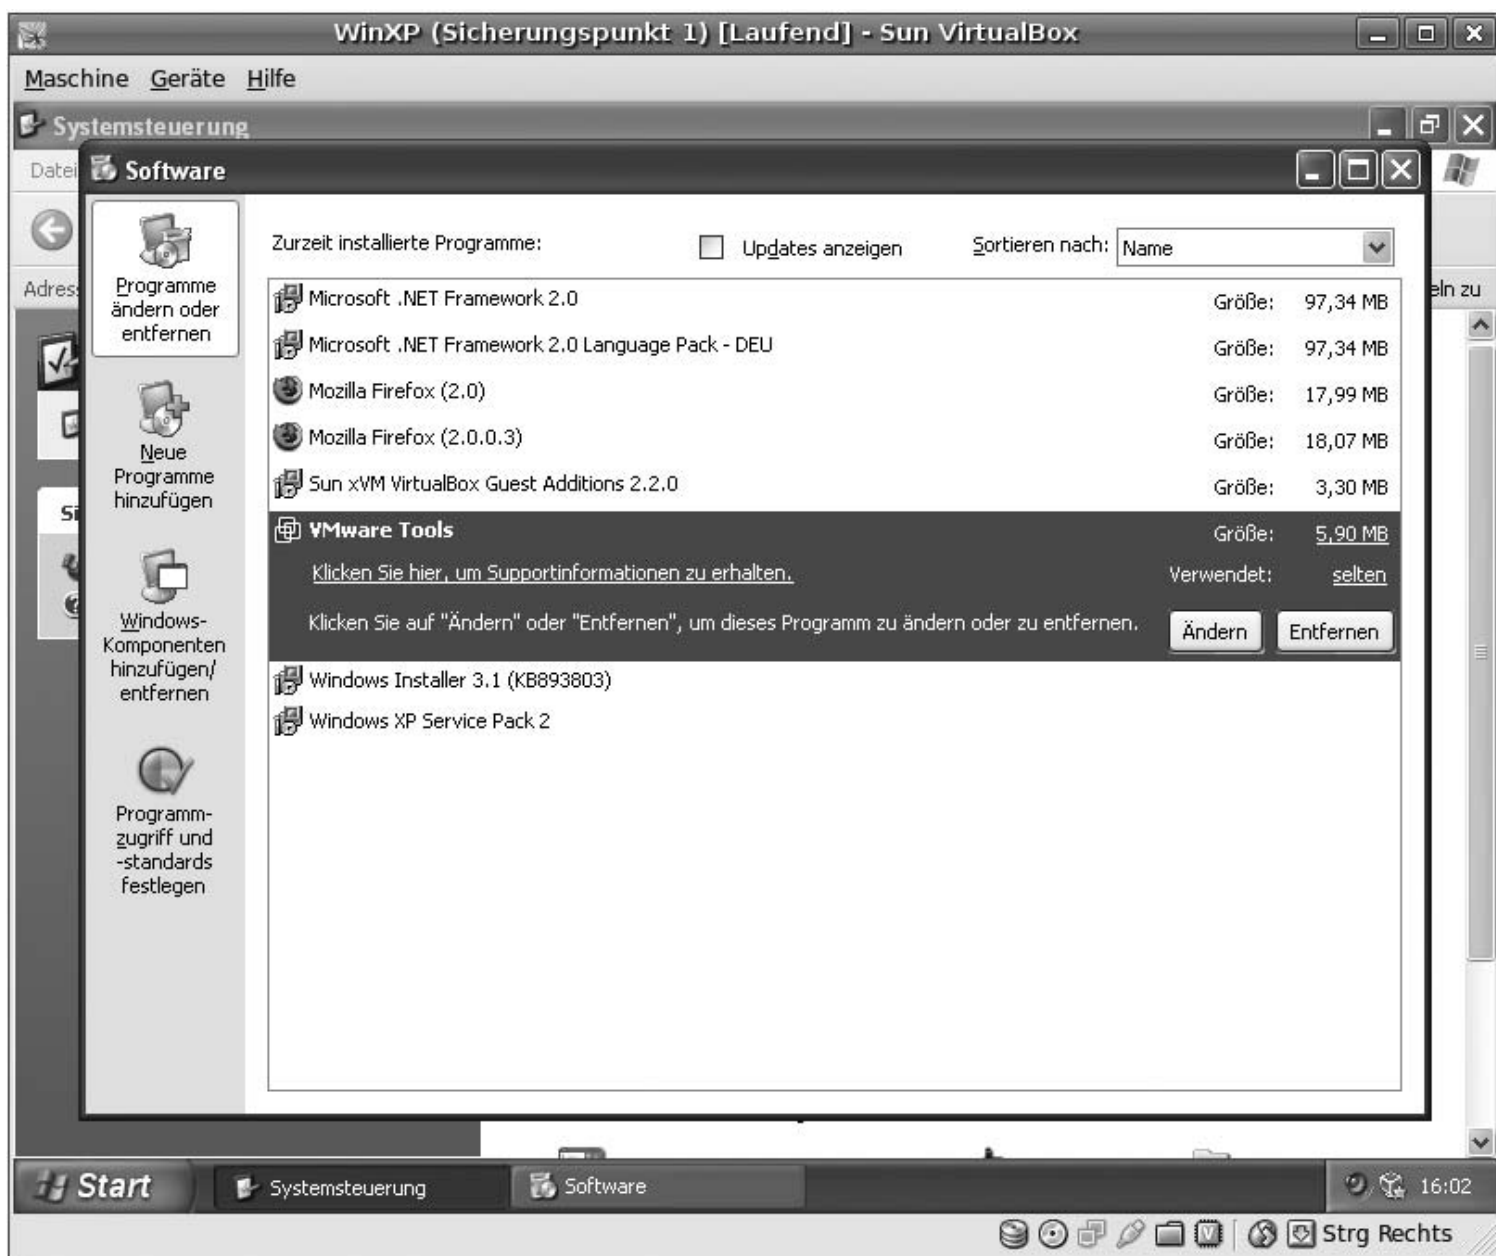 WinXP (Sicherungspunkt 1) [Laufend] - Sun VirtualBox
Maschine Geräte Hilfe
Systemsteuerung
Datei
Software
Adress
eln zu
Programme
ändern oder
entfernen
Neue
Programme
hinzufügen
Windows-
Komponenten
hinzufügen/
entfernen
Programm-
zugriff und
-standards
festlegen
Si
Zurzeit installierte Programme: Updates anzeigen Sortieren nach: Name
Microsoft .NET Framework 2.0 Größe: 97,34 MB
Microsoft .NET Framework 2.0 Language Pack - DEU Größe: 97,34 MB
Mozilla Firefox (2.0) Größe: 17,99 MB
Mozilla Firefox (2.0.0.3) Größe: 18,07 MB
Sun xVM VirtualBox Guest Additions 2.2.0 Größe: 3,30 MB
VMware Tools Größe: 5,90 MB
Klicken Sie hier, um Supportinformationen zu erhalten. Verwendet: selten
Klicken Sie auf "Ändern" oder "Entfernen", um dieses Programm zu ändern oder zu entfernen. Ändern Entfernen
Windows Installer 3.1 (KB893803)
Windows XP Service Pack 2
Start Systemsteuerung Software 16:02
Strg Rechts